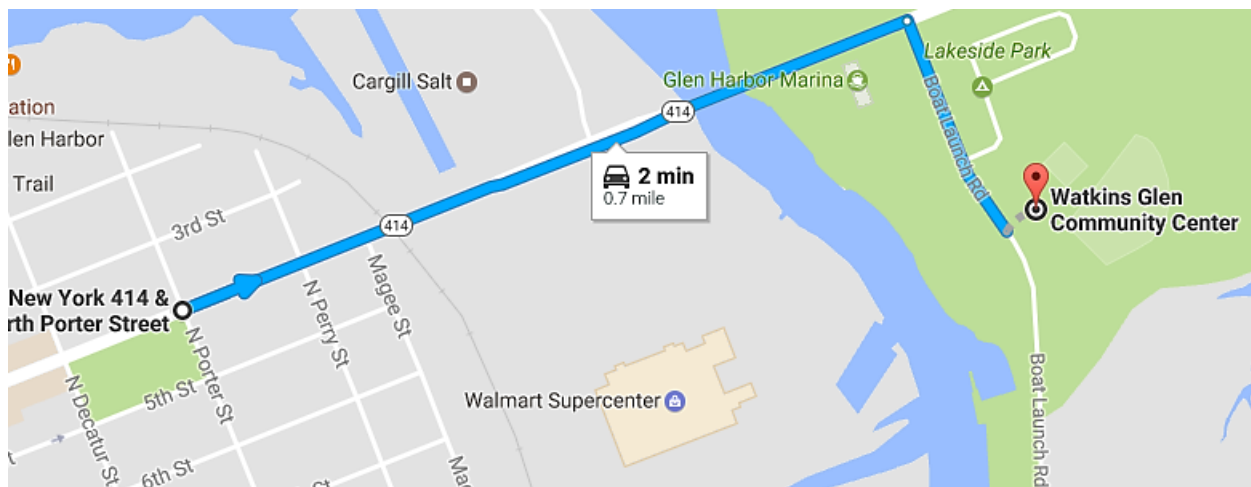 Lakeside Park
Cargill Salt
Glen Harbor Marina
ation
414
Boat Launch Rd
len Harbor
2 min
0.7 mile
Trail
Watkins Glen
Community Center
3rd St
414
New York 414 &
rth Porter Street
Magee St
N Perry St
N Porter St
Boat Launch Rd
N Decatur St
5th St
Walmart Supercenter
6th St
Ma
St
t